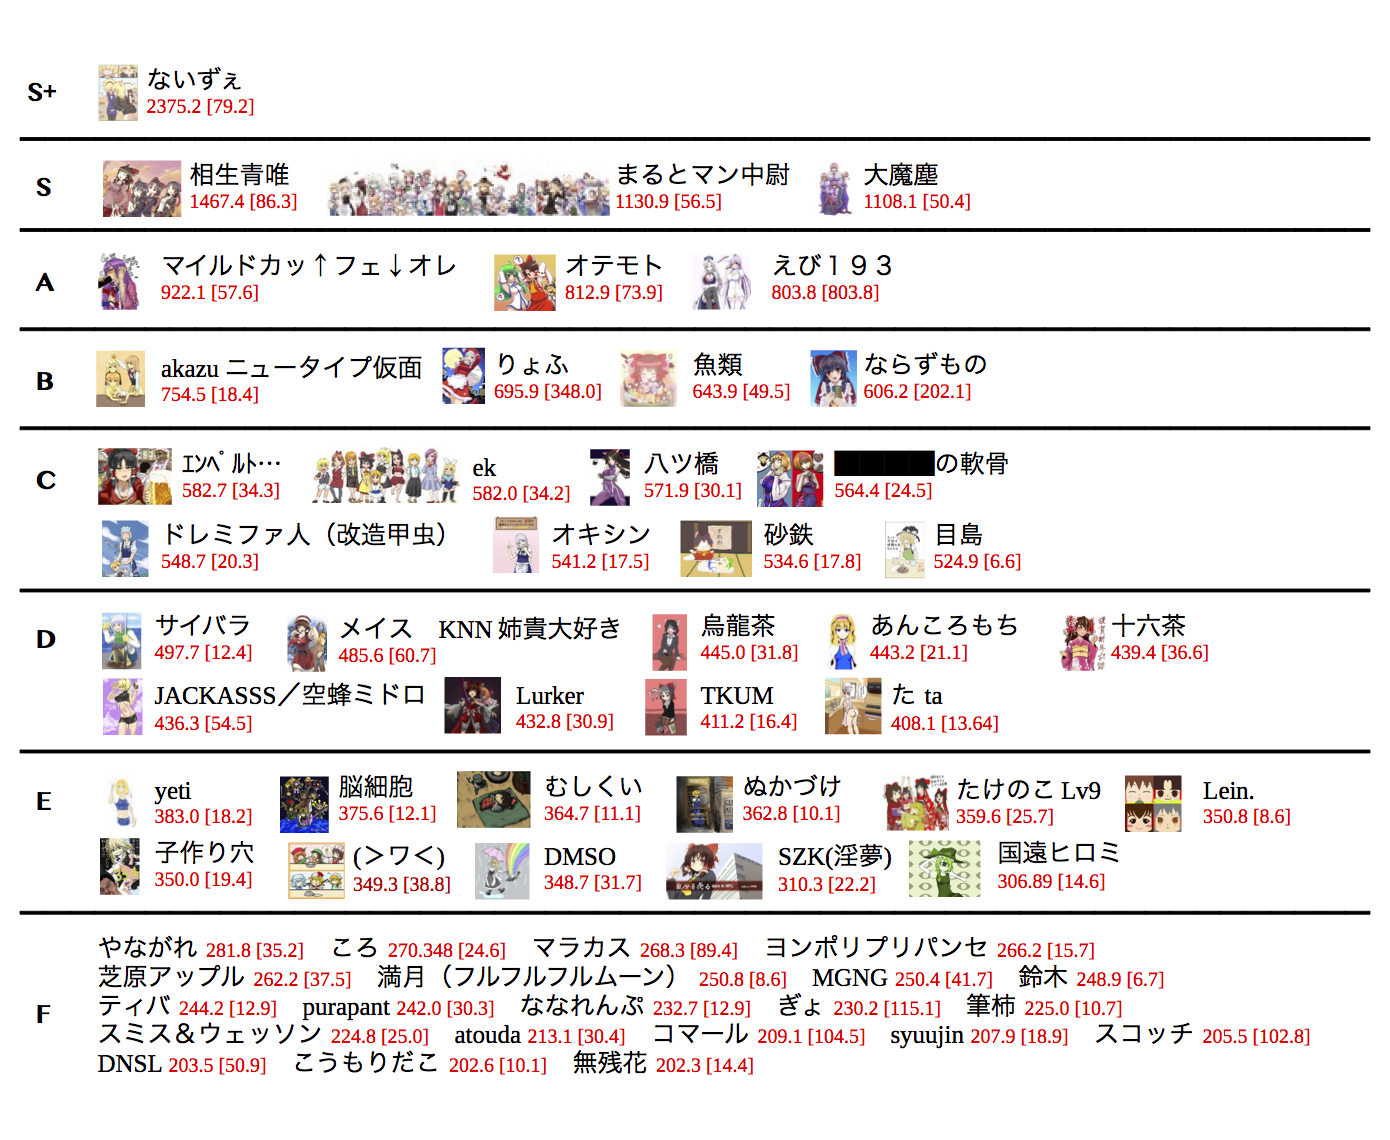 S+
ないずぇ
2375.2 [79.2]
S
相生青唯 まるとマン中尉 大魔塵
1467.4 [86.3] 1130.9 [56.5] 1108.1 [50.4]
A
マイルドカッ↑フェ↓オレ オテモト えび１９３
922.1 [57.6] 812.9 [73.9] 803.8 [803.8]
B
akazu ニュータイプ仮面 りょふ 魚類 ならずもの
754.5 [18.4] 695.9 [348.0] 643.9 [49.5] 606.2 [202.1]
C
ｴﾝﾍﾟﾙﾄ… ek 八ツ橋 の軟骨
582.7 [34.3] 582.0 [34.2] 571.9 [30.1] 564.4 [24.5]
ドレミファ人（改造甲虫） オキシン 砂鉄 目島
548.7 [20.3] 541.2 [17.5] 534.6 [17.8] 524.9 [6.6]
D
サイバラ メイス KNN 姉貴大好き 烏龍茶 あんころもち 十六茶
497.7 [12.4] 485.6 [60.7] 445.0 [31.8] 443.2 [21.1] 439.4 [36.6]
JACKASSS／空蜂ミドロ Lurker TKUM た ta
436.3 [54.5] 432.8 [30.9] 411.2 [16.4] 408.1 [13.64]
E
yeti 脳細胞 むしくい ぬかづけ たけのこ Lv9 Lein.
383.0 [18.2] 375.6 [12.1] 364.7 [11.1] 362.8 [10.1] 359.6 [25.7] 350.8 [8.6]
子作り穴 (＞ワ＜) DMSO SZK(淫夢) 国遠ヒロミ
350.0 [19.4] 349.3 [38.8] 348.7 [31.7] 310.3 [22.2] 306.89 [14.6]
F
やながれ 281.8 [35.2] ころ 270.348 [24.6] マラカス 268.3 [89.4] ヨンポリプリパンセ 266.2 [15.7]
芝原アップル 262.2 [37.5] 満月（フルフルフルムーン） 250.8 [8.6] MGNG 250.4 [41.7] 鈴木 248.9 [6.7]
ティバ 244.2 [12.9] purapant 242.0 [30.3] ななれんぷ 232.7 [12.9] ぎょ 230.2 [115.1] 筆柿 225.0 [10.7]
スミス＆ウェッソン 224.8 [25.0] atouda 213.1 [30.4] コマール 209.1 [104.5] syuujin 207.9 [18.9] スコッチ 205.5 [102.8]
DNSL 203.5 [50.9] こうもりだこ 202.6 [10.1] 無残花 202.3 [14.4]